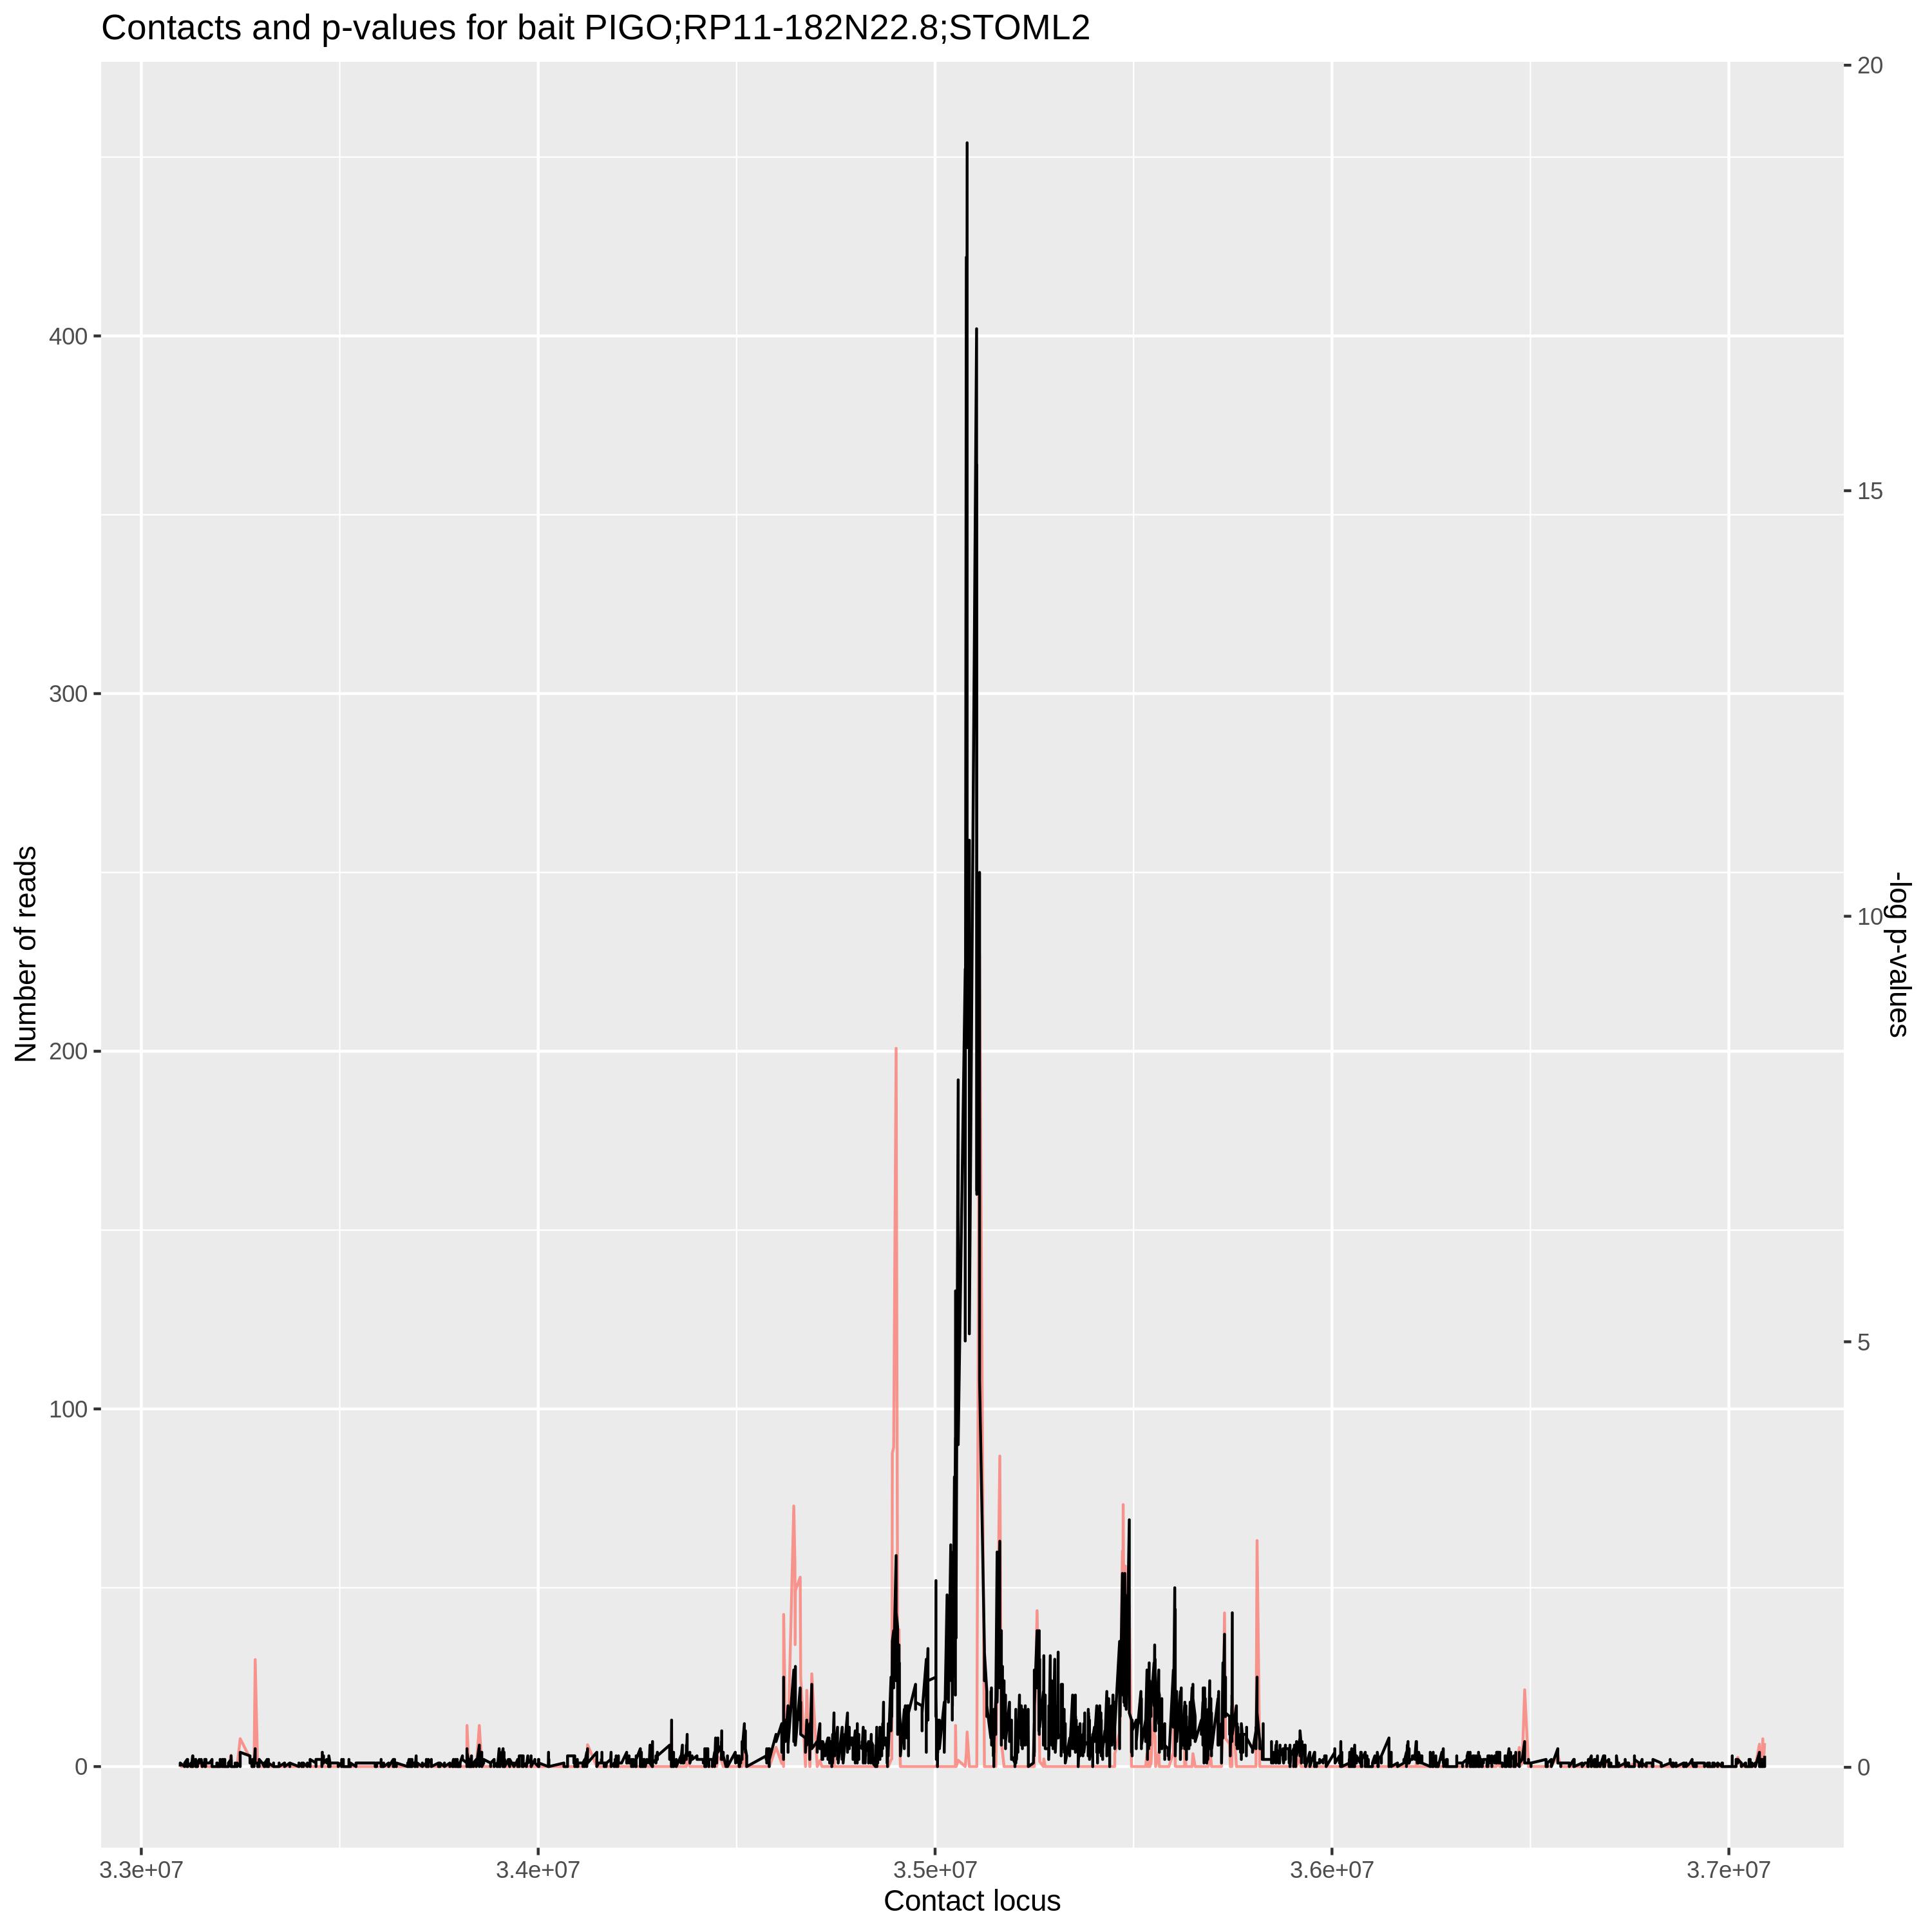 Contacts and p-values for bait PIGO;RP11-182N22.8;STOML2
Number of reads
400
300
200
100
0
20
15
10
5
0
-log p-values
3.3e+07 3.4e+07 3.5e+07 3.6e+07 3.7e+07
Contact locus